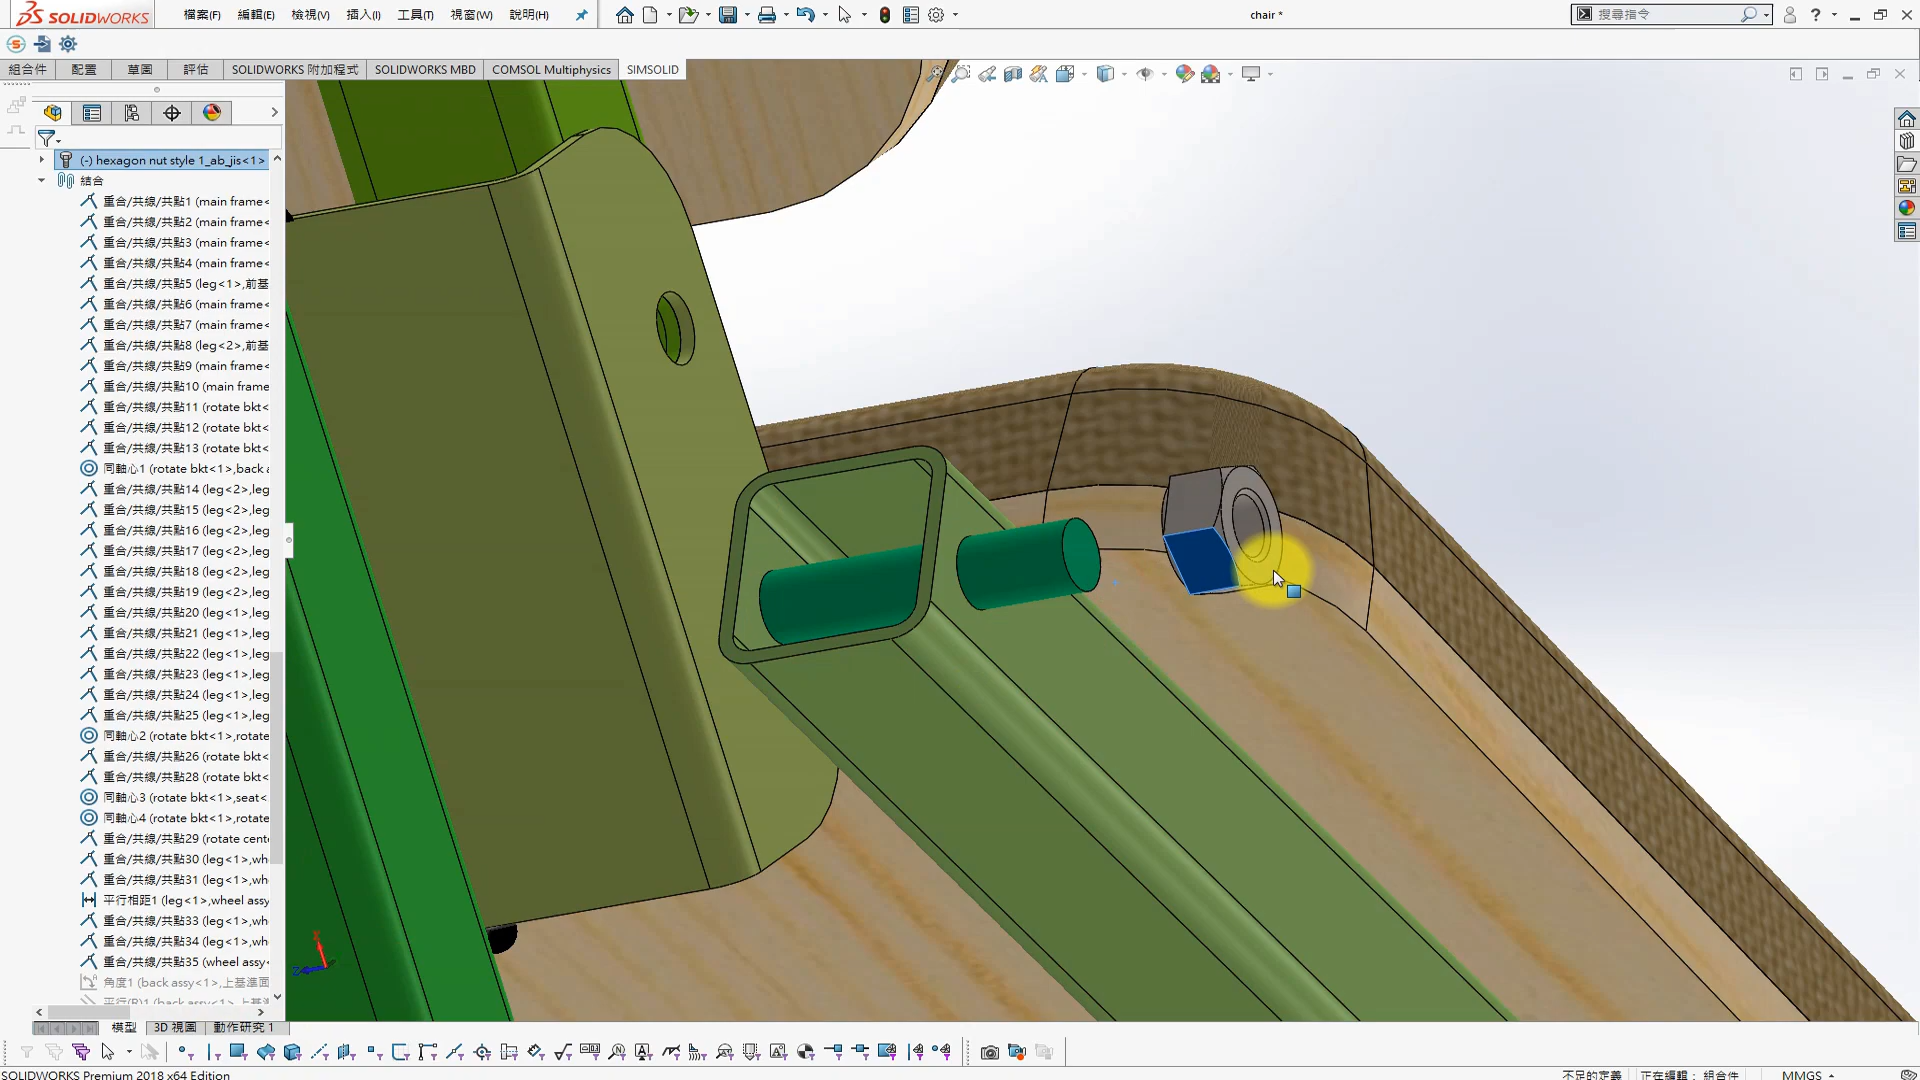 SOLIDWORKS 檔案(F) 編輯(E) 檢視(V) 插入(I) 工具(T) 視窗(W) 說明(H) chair * 搜尋指令
組合件 配置 草圖 評估 SOLIDWORKS 附加程式 SOLIDWORKS MBD COMSOL Multiphysics SIMSOLID
(-) hexagon nut style 1_ab_jis<1>
結合
重合/共線/共點1 (main frame<
重合/共線/共點2 (main frame<
重合/共線/共點3 (main frame<
重合/共線/共點4 (main frame<
重合/共線/共點5 (leg<1>,前基
重合/共線/共點6 (main frame<
重合/共線/共點7 (main frame<
重合/共線/共點8 (leg<2>,前基
重合/共線/共點9 (main frame<
重合/共線/共點10 (main frame
重合/共線/共點11 (rotate bkt<
重合/共線/共點12 (rotate bkt<
重合/共線/共點13 (rotate bkt<
同軸心1 (rotate bkt<1>,back a
重合/共線/共點14 (leg<2>,leg
重合/共線/共點15 (leg<2>,leg
重合/共線/共點16 (leg<2>,leg
重合/共線/共點17 (leg<2>,leg
重合/共線/共點18 (leg<2>,leg
重合/共線/共點19 (leg<2>,leg
重合/共線/共點20 (leg<1>,leg
重合/共線/共點21 (leg<1>,leg
重合/共線/共點22 (leg<1>,leg
重合/共線/共點23 (leg<1>,leg
重合/共線/共點24 (leg<1>,leg
重合/共線/共點25 (leg<1>,leg
同軸心2 (rotate bkt<1>,rotate
重合/共線/共點26 (rotate bkt<
重合/共線/共點28 (rotate bkt<
同軸心3 (rotate bkt<1>,seat<
同軸心4 (rotate bkt<1>,rotate
重合/共線/共點29 (rotate cent
重合/共線/共點30 (leg<1>,wh
重合/共線/共點31 (leg<1>,wh
平行相距1 (leg<1>,wheel assy
重合/共線/共點33 (leg<1>,wh
重合/共線/共點34 (leg<1>,wh
重合/共線/共點35 (wheel assy
角度1 (back assy<1>,上基準面
平行(R)1 (back assy<1>,上基
模型 3D 視圖 動作研究 1
SOLIDWORKS Premium 2018 x64 Edition 不足的定義 正在編輯： 組合件 MMGS